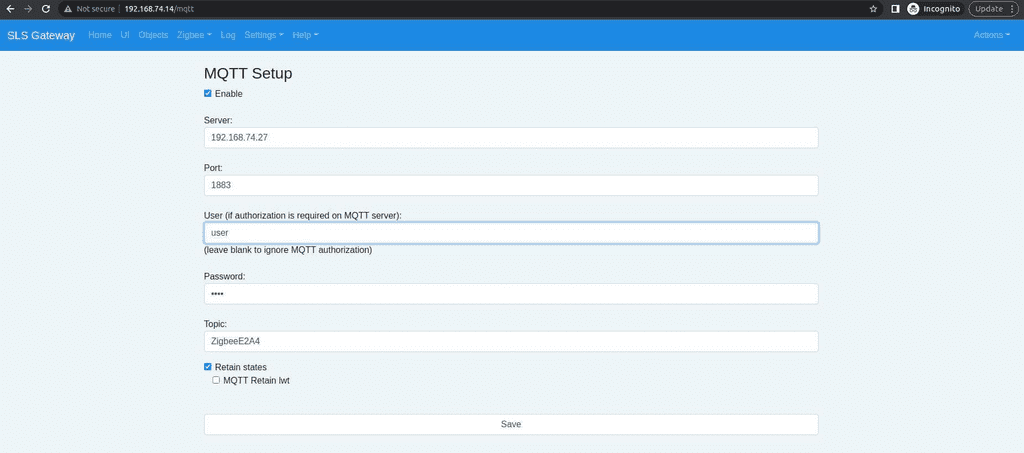 Not secure | 192.168.74.14/mqtt Incognito Update
SLS Gateway Home UI Objects Zigbee Log Settings Help Actions
MQTT Setup
Enable
Server:
192.168.74.27
Port:
1883
User (if authorization is required on MQTT server):
user
(leave blank to ignore MQTT authorization)
Password:
••••
Topic:
ZigbeeE2A4
Retain states
MQTT Retain lwt
Save